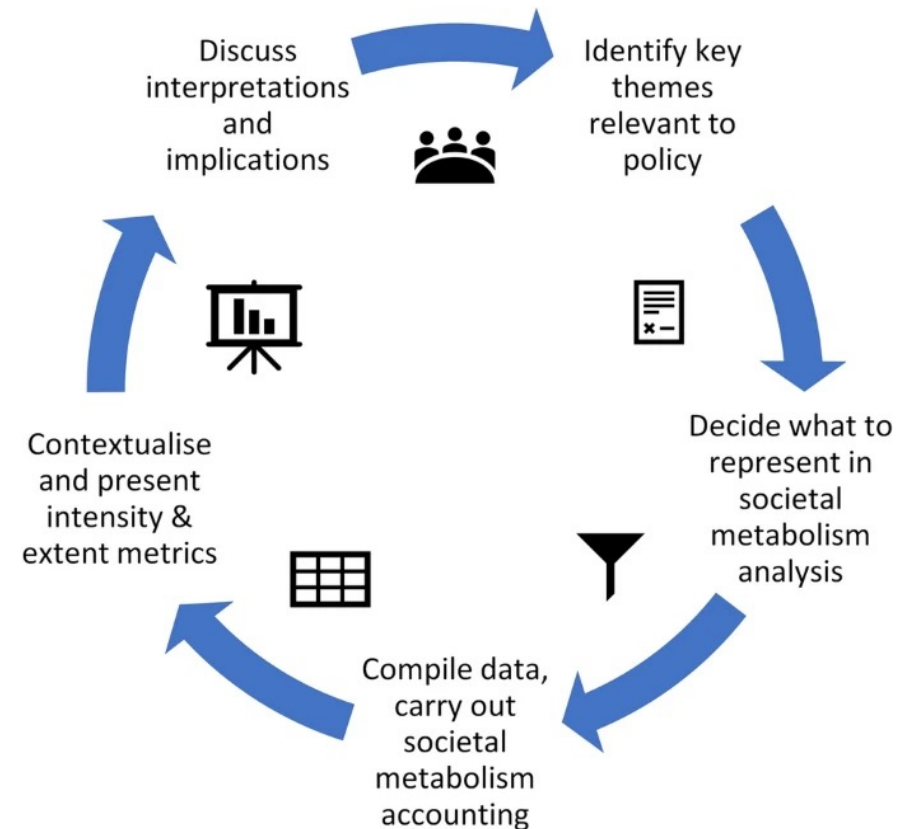 Discuss
interpretations
and
implications
Identify key
themes
relevant to
policy
Decide what to
represent in
societal
metabolism
analysis
Compile data,
carry out
societal
metabolism
accounting
Contextualise
and present
intensity &
extent metrics